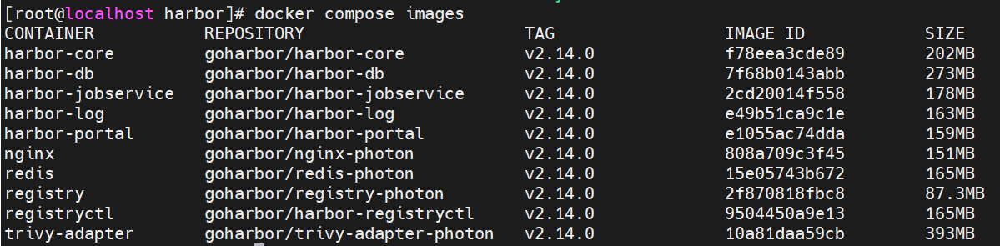 [root@localhost harbor]# docker compose images
CONTAINER REPOSITORY TAG IMAGE ID SIZE
harbor-core goharbor/harbor-core v2.14.0 f78eea3cde89 202MB
harbor-db goharbor/harbor-db v2.14.0 7f68b0143abb 273MB
harbor-jobservice goharbor/harbor-jobservice v2.14.0 2cd20014f558 178MB
harbor-log goharbor/harbor-log v2.14.0 e49b51ca9c1e 163MB
harbor-portal goharbor/harbor-portal v2.14.0 e1055ac74dda 159MB
nginx goharbor/nginx-photon v2.14.0 808a709c3f45 151MB
redis goharbor/redis-photon v2.14.0 15e05743b672 165MB
registry goharbor/registry-photon v2.14.0 2f870818fbc8 87.3MB
registryctl goharbor/harbor-registryctl v2.14.0 9504450a9e13 165MB
trivy-adapter goharbor/trivy-adapter-photon v2.14.0 10a81daa59cb 393MB